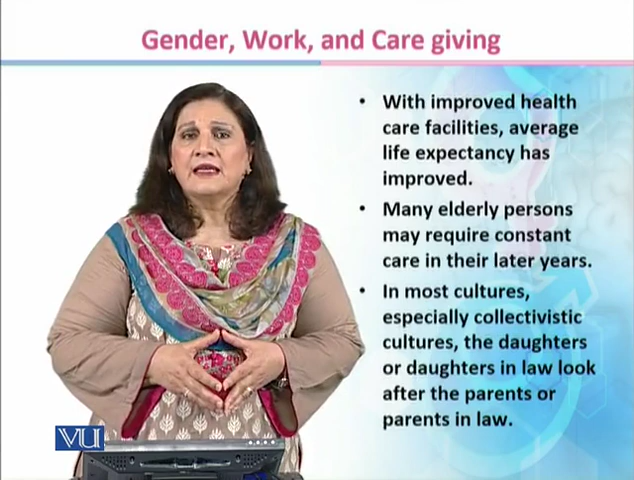 Gender, Work, and Care giving
• With improved health
care facilities, average
life expectancy has
improved.
• Many elderly persons
may require constant
care in their later years.
• In most cultures,
especially collectivistic
cultures, the daughters
or daughters in law look
after the parents or
parents in law.
VU